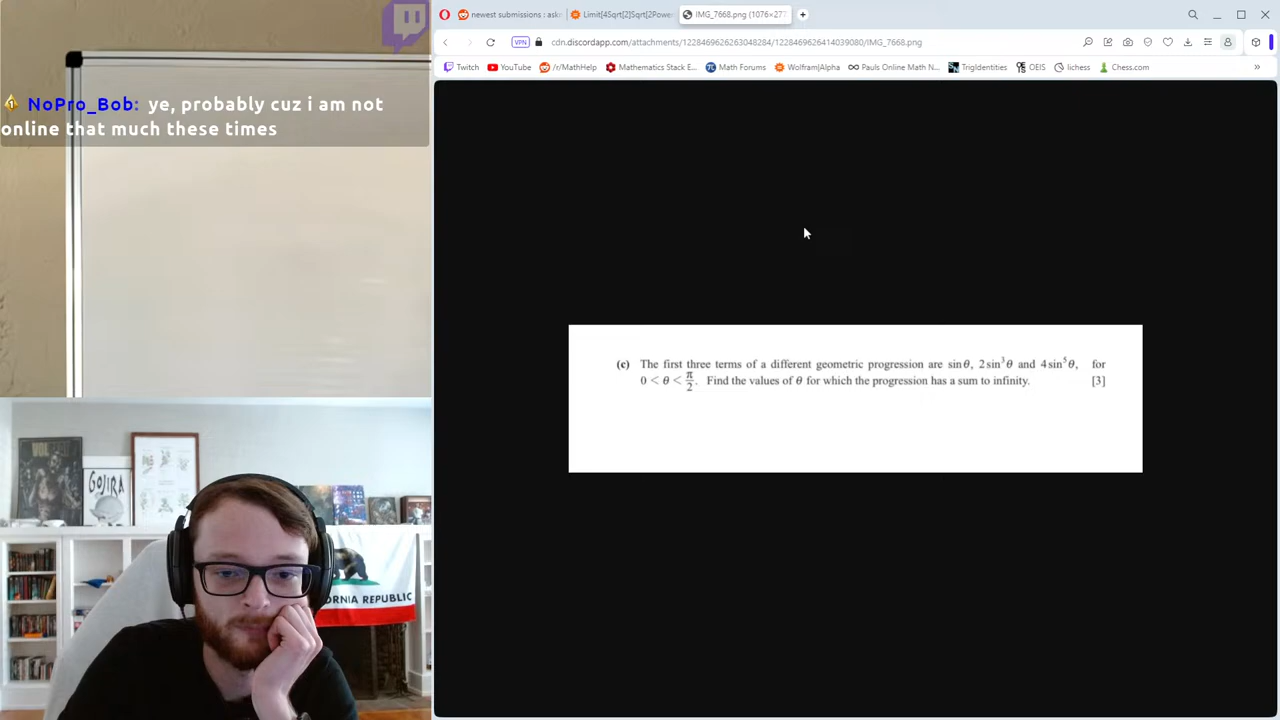 NoPro_Bob: ye, probably cuz i am not
online that much these times
newest submissions : ask
Limit[4Sqrt[2]Sqrt[2Power
IMG_7668.png (1076×277
VPN
cdn.discordapp.com/attachments/1228469626263048284/1228469626414039080/IMG_7668.png
Twitch
YouTube
/r/MathHelp
Mathematics Stack E...
Math Forums
Wolfram|Alpha
Pauls Online Math N...
TrigIdentities
OEIS
lichess
Chess.com
»
(c) The first three terms of a different geometric progression are sin θ, 2 sin³ θ and 4 sin⁵ θ, for
0 < θ < π/2. Find the values of θ for which the progression has a sum to infinity. [3]
GOJIRA
ORNIA REPUBLIC